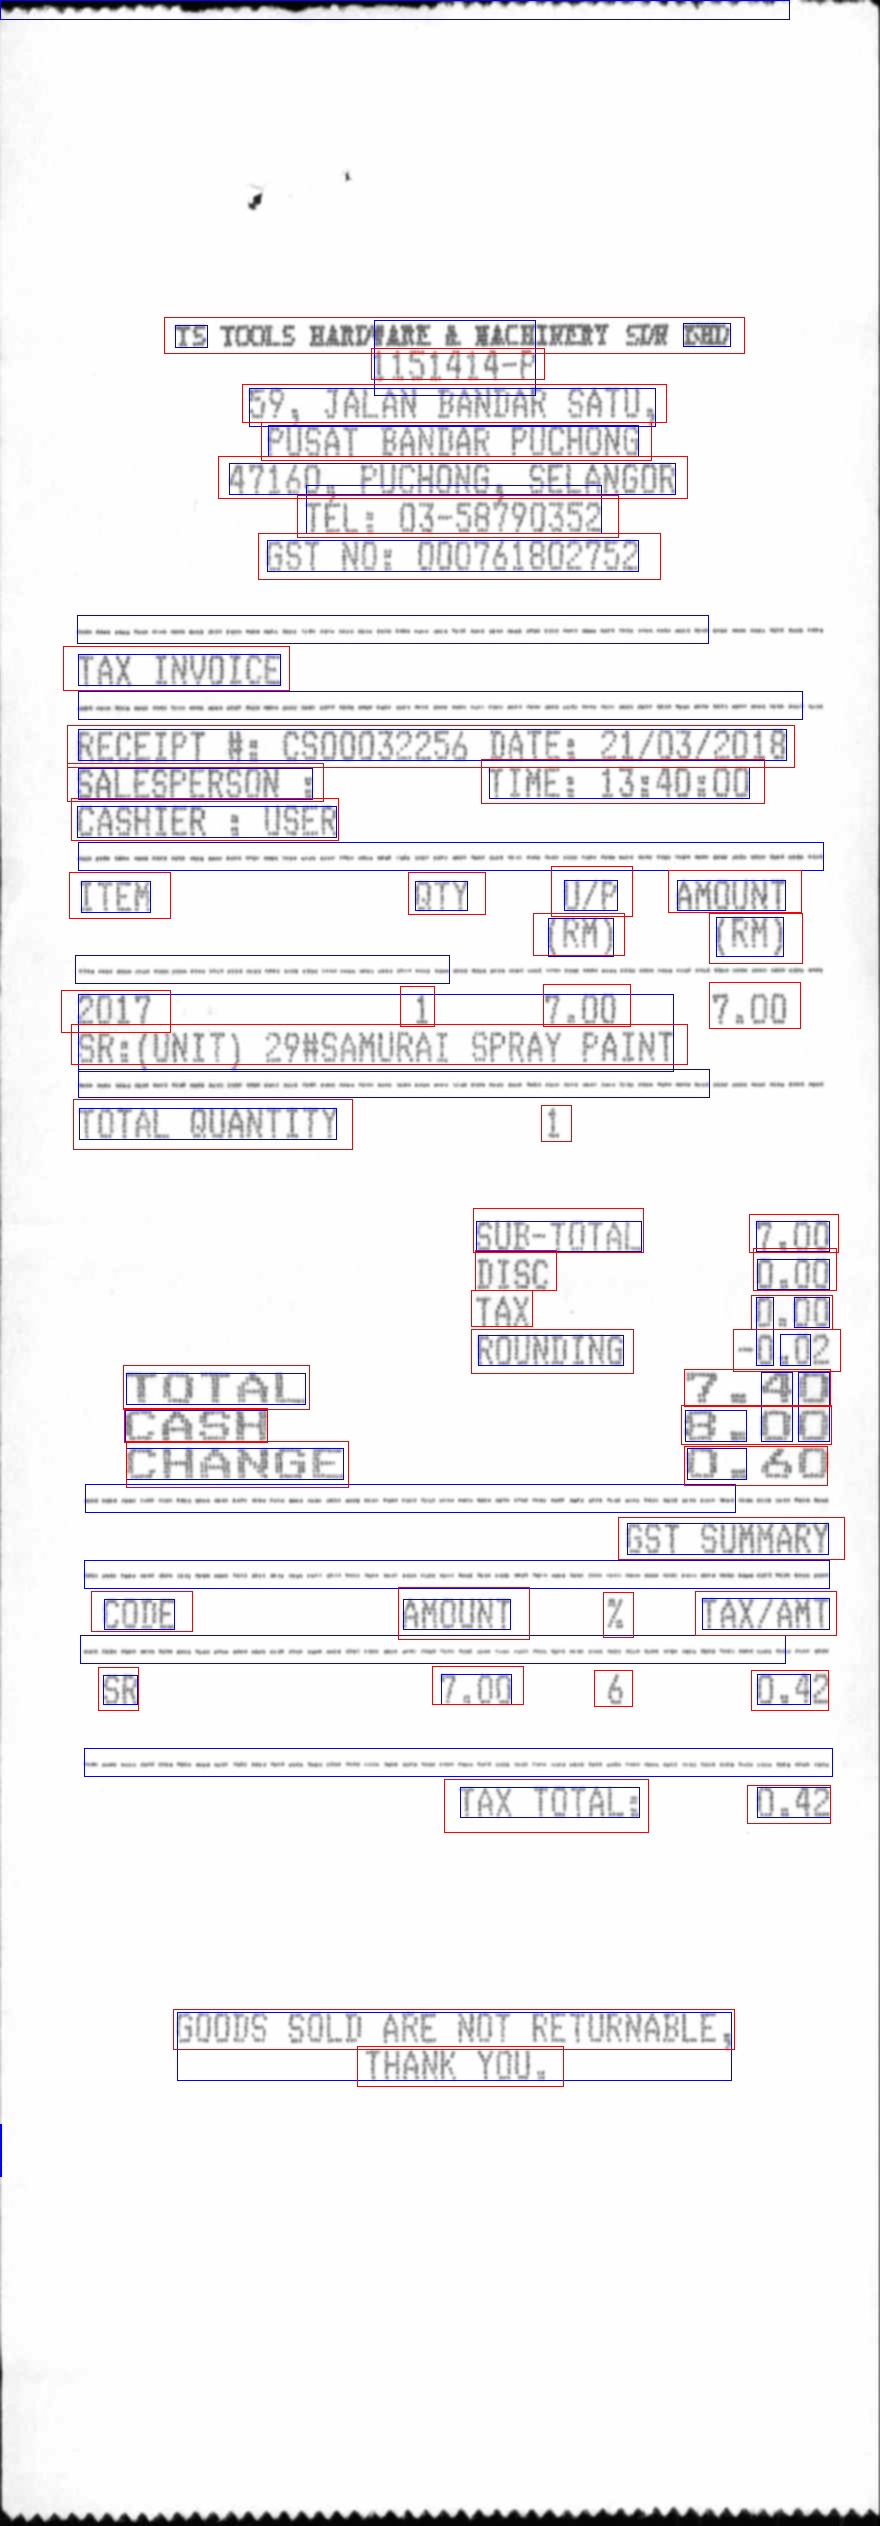 TS TOOLS HARDWARE & MACHINERY SDN BHD
1151414-P
59, JALAN BANDAR SATU,
PUSAT BANDAR PUCHONG
47160, PUCHONG, SELANGOR
TEL: 03-58790352
GST NO: 000761802752
TAX INVOICE
RECEIPT #: CS00032256 DATE: 21/03/2018
SALESPERSON : TIME: 13:40:00
CASHIER : USER
ITEM QTY U/P AMOUNT
(RM) (RM)
2017 1 7.00 7.00
SR:(UNIT) 29#SAMURAI SPRAY PAINT
TOTAL QUANTITY 1
SUB-TOTAL 7.00
DISC 0.00
TAX 0.00
ROUNDING -0.02
TOTAL 7.40
CASH 8.00
CHANGE 0.60
GST SUMMARY
CODE AMOUNT % TAX/AMT
SR 7.00 6 0.42
TAX TOTAL: 0.42
GOODS SOLD ARE NOT RETURNABLE,
THANK YOU.